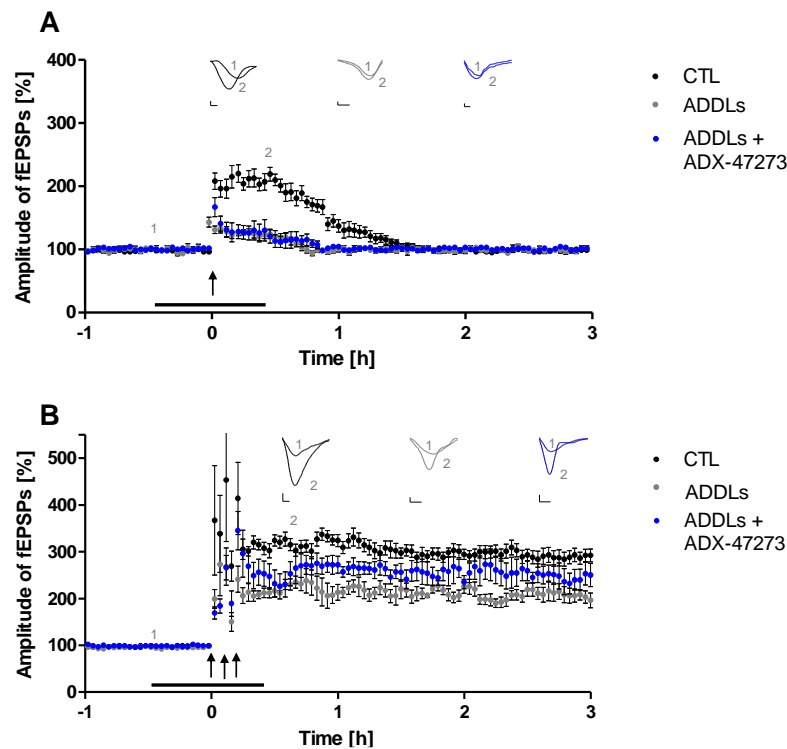 A
Amplitude of fEPSPs [%]
400
300
200
100
0
-1
0
1
2
3
Time [h]
1
2
1
2
1
2
1
2
CTL
ADDLs
ADDLs +
ADX-47273
B
Amplitude of fEPSPs [%]
500
400
300
200
100
0
-1
0
1
2
3
Time [h]
1
2
1
2
1
2
1
2
CTL
ADDLs
ADDLs +
ADX-47273